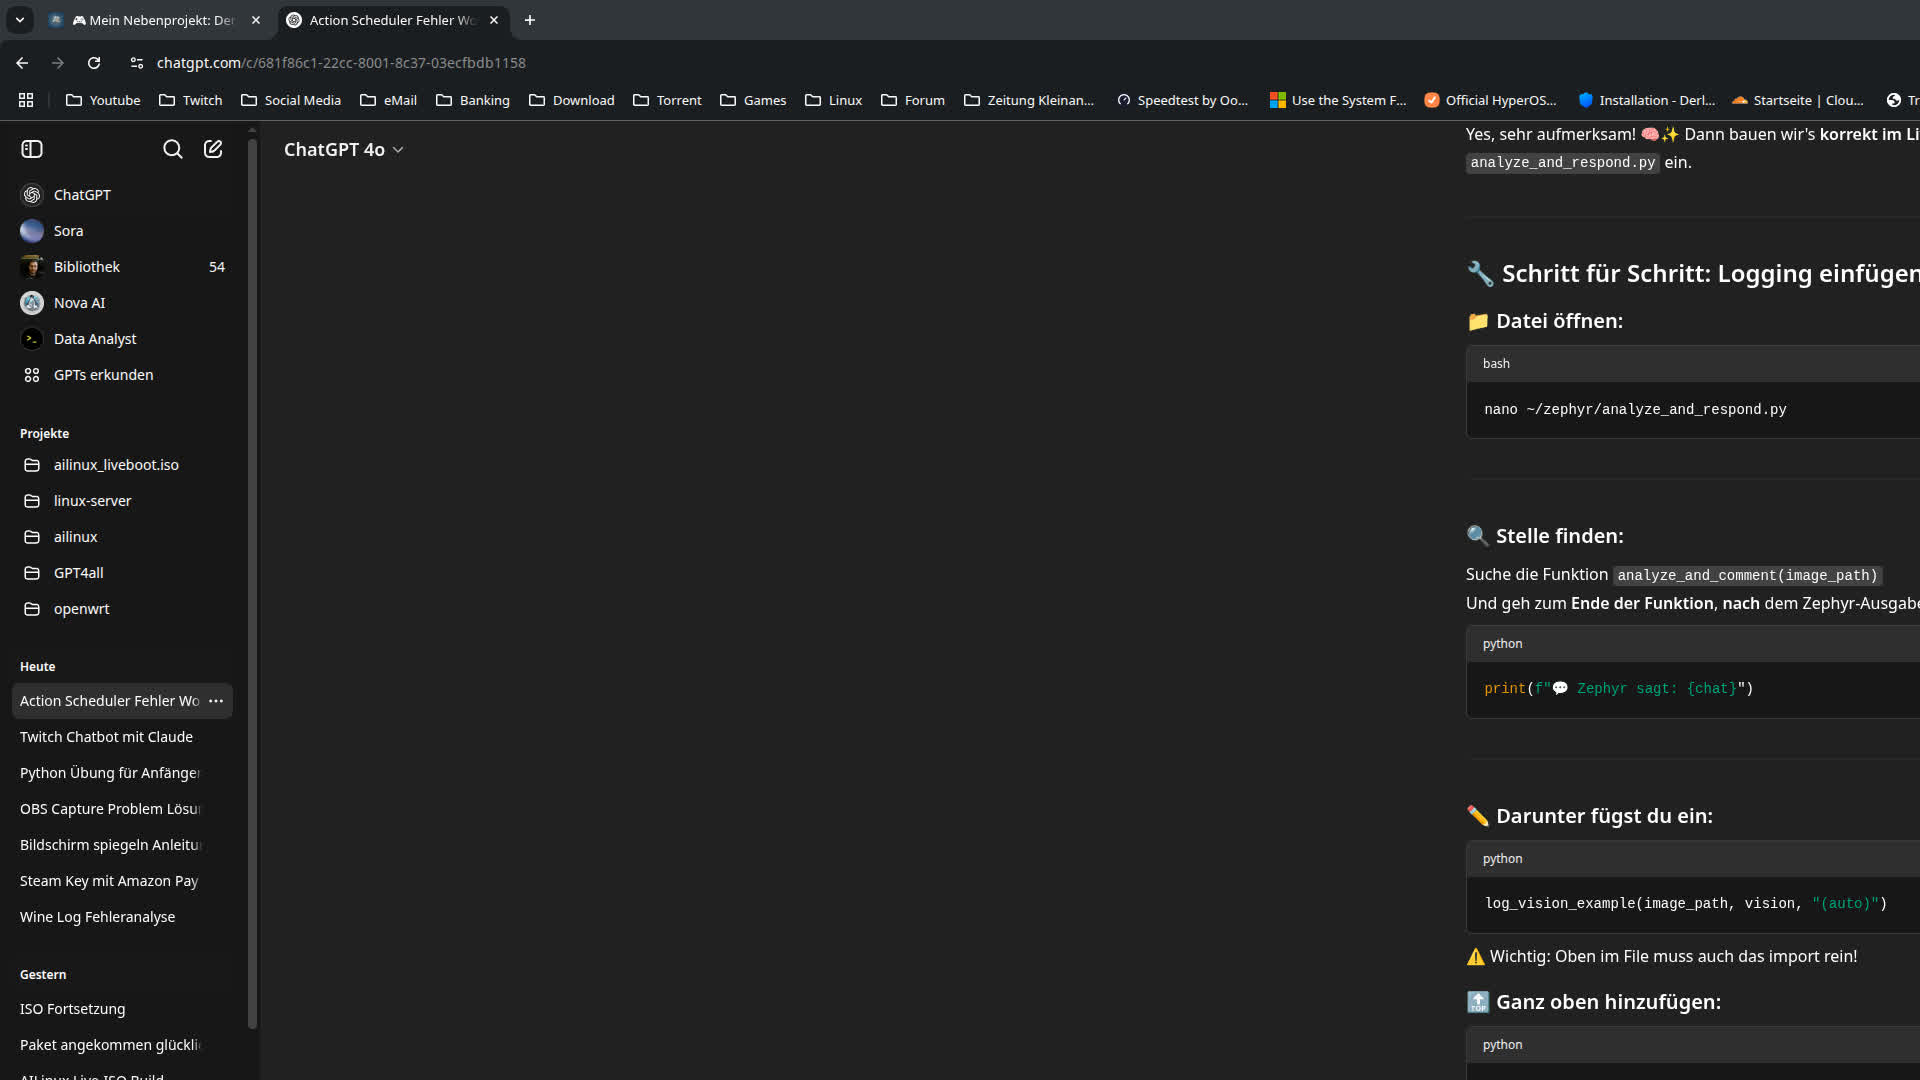 🎮 Mein Nebenprojekt: Der
Action Scheduler Fehler Wo
chatgpt.com/c/681f86c1-22cc-8001-8c37-03ecfbdb1158
Youtube
Twitch
Social Media
eMail
Banking
Download
Torrent
Games
Linux
Forum
Zeitung Kleinan...
Speedtest by Oo...
Use the System F...
Official HyperOS...
Installation - Derl...
Startseite | Clou...
Tr
ChatGPT
Sora
Bibliothek 54
Nova AI
Data Analyst
GPTs erkunden
Projekte
ailinux_liveboot.iso
linux-server
ailinux
GPT4all
openwrt
Heute
Action Scheduler Fehler Wo
Twitch Chatbot mit Claude
Python Übung für Anfänger
OBS Capture Problem Lösu
Bildschirm spiegeln Anleitu
Steam Key mit Amazon Pay
Wine Log Fehleranalyse
Gestern
ISO Fortsetzung
Paket angekommen glückli
AILinux Live ISO Build
ChatGPT 4o
Yes, sehr aufmerksam! 🧠✨ Dann bauen wir's korrekt im Li
analyze_and_respond.py ein.
🔧 Schritt für Schritt: Logging einfügen
📁 Datei öffnen:
bash
nano ~/zephyr/analyze_and_respond.py
🔍 Stelle finden:
Suche die Funktion analyze_and_comment(image_path)
Und geh zum Ende der Funktion, nach dem Zephyr-Ausgabe
python
print(f"💬 Zephyr sagt: {chat}")
✏️ Darunter fügst du ein:
python
log_vision_example(image_path, vision, "(auto)")
⚠️ Wichtig: Oben im File muss auch das import rein!
🔝 Ganz oben hinzufügen:
python